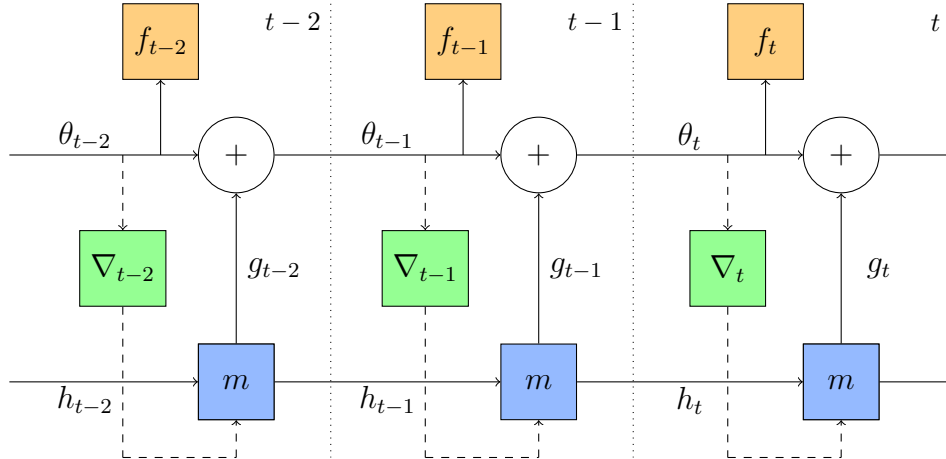 t−2 t−1 t
f_{t−2} f_{t−1} f_t
θ_{t−2} + θ_{t−1} + θ_t +
∇_{t−2} g_{t−2} ∇_{t−1} g_{t−1} ∇_t g_t
h_{t−2} m h_{t−1} m h_t m